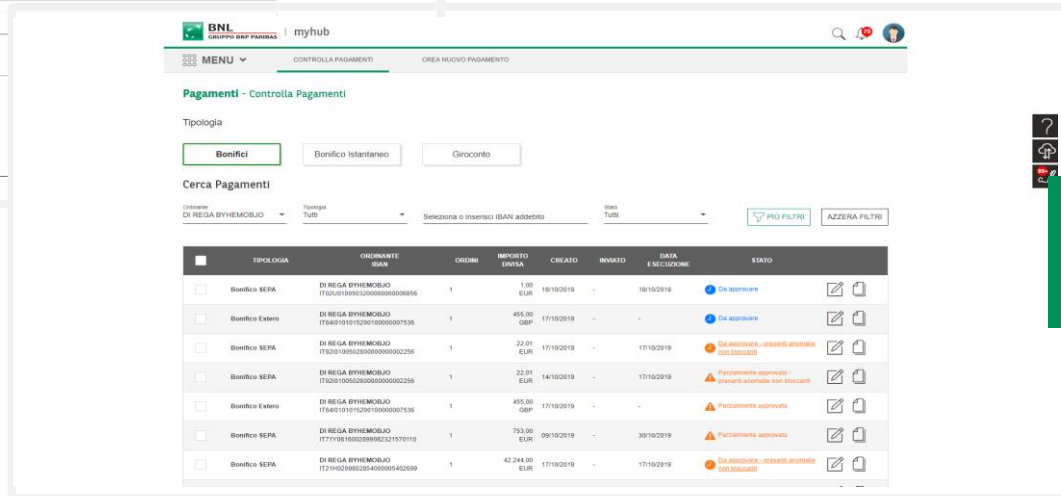 BNL
GRUPPO BNP PARIBAS
myhub
70
MENU
CONTROLLA PAGAMENTI
CREA NUOVO PAGAMENTO
Pagamenti - Controlla Pagamenti
Tipologia
Bonifici
Bonifico Istantaneo
Giroconto
Cerca Pagamenti
Ordinante
DI REGA BYHEMOBJO
Tipologia
Tutti
Seleziona o Inserisci IBAN addebito
Stato
Tutti
PIÙ FILTRI
AZZERA FILTRI
TIPOLOGIA ORDINANTE IBAN ORDINI IMPORTO DIVISA CREATO INVIATO DATA ESECUZIONE STATO
Bonifico SEPA DI REGA BYHEMOBJO 1 1,00 EUR 18/10/2019 - 18/10/2019 Da approvare
Bonifico Estero DI REGA BYHEMOBJO 1 455,00 GBP 17/10/2019 - - Da approvare
Bonifico SEPA DI REGA BYHEMOBJO 1 22,01 EUR 17/10/2019 - 17/10/2019 Da approvare - presenti anomalie non bloccanti
Bonifico SEPA DI REGA BYHEMOBJO 1 22,01 EUR 14/10/2019 - 17/10/2019 Parzialmente approvata - presenti anomalie non bloccanti
Bonifico Estero DI REGA BYHEMOBJO 1 455,00 GBP 17/10/2019 - - Parzialmente approvata
Bonifico SEPA DI REGA BYHEMOBJO 1 753,00 EUR 09/10/2019 - 30/10/2019 Parzialmente approvata
Bonifico SEPA DI REGA BYHEMOBJO 1 42.244,00 EUR 17/10/2019 - 17/10/2019 Da approvare - presenti anomalie non bloccanti